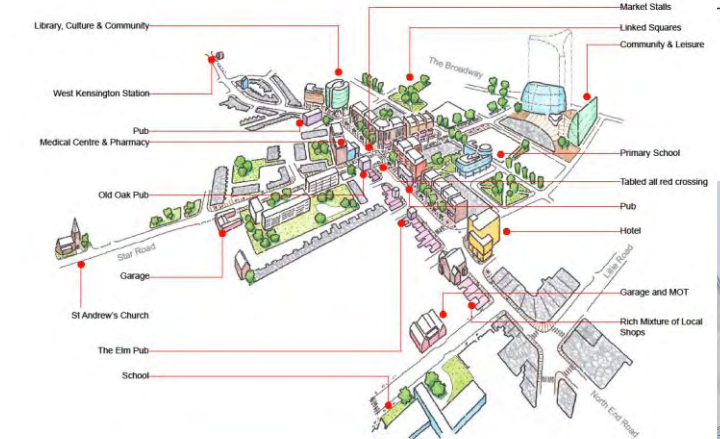 Market Stalls
Library, Culture & Community
Linked Squares
Community & Leisure
The Broadway
West Kensington Station
Pub
Medical Centre & Pharmacy
Primary School
Tabled all red crossing
Old Oak Pub
Pub
Hotel
Star Road
Lillie Road
Garage
Garage and MOT
St Andrew's Church
Rich Mixture of Local
Shops
The Elm Pub
School
North End Road